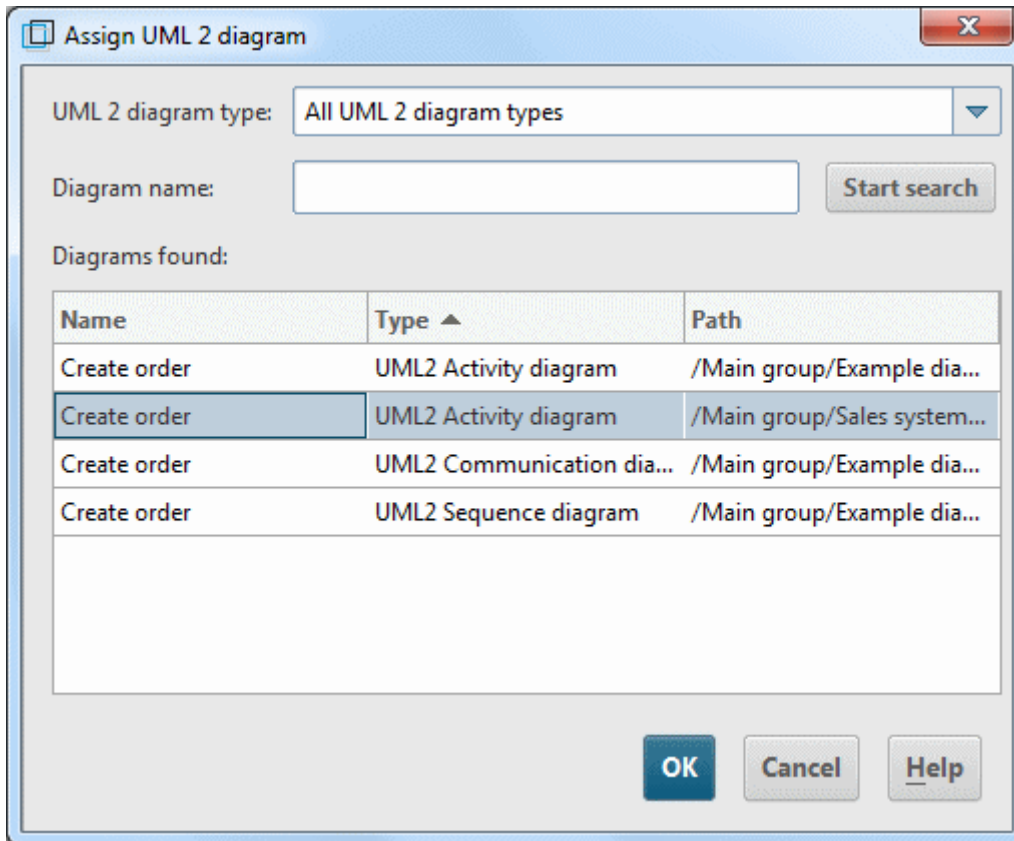 Assign UML 2 diagram
UML 2 diagram type: All UML 2 diagram types
Diagram name: Start search
Diagrams found:
Name Type Path
Create order UML2 Activity diagram /Main group/Example dia...
Create order UML2 Activity diagram /Main group/Sales system...
Create order UML2 Communication dia... /Main group/Example dia...
Create order UML2 Sequence diagram /Main group/Example dia...
OK Cancel Help